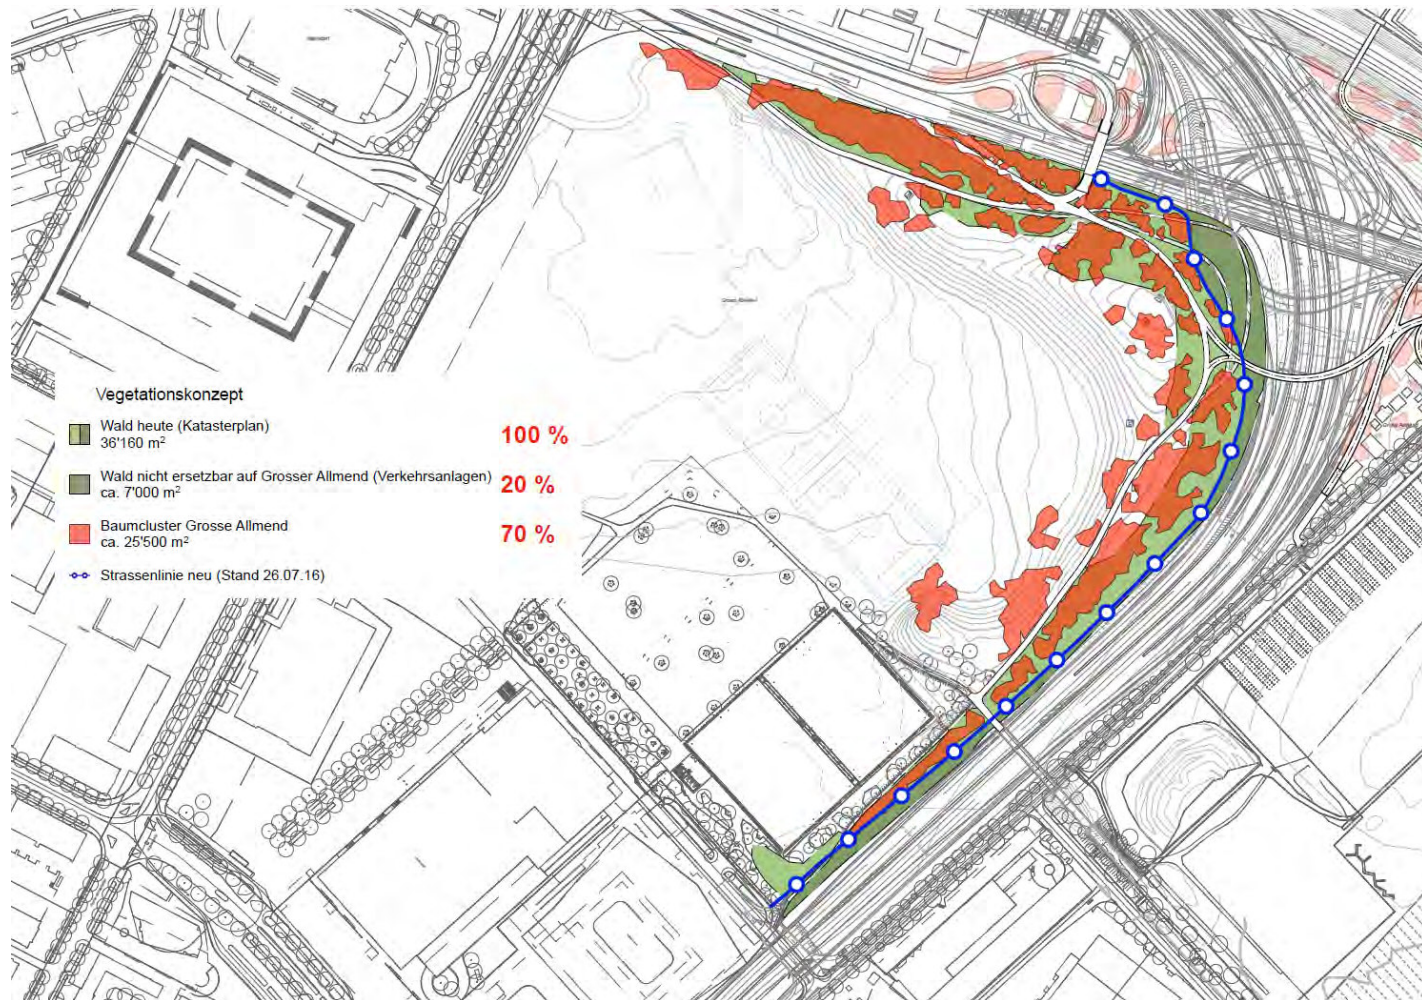 Vegetationskonzept
Wald heute (Katasterplan)
36'160 m²
100 %
Wald nicht ersetzbar auf Grosser Allmend (Verkehrsanlagen)
ca. 7'000 m²
20 %
Baumcluster Grosse Allmend
ca. 25'500 m²
70 %
Strassenlinie neu (Stand 26.07.16)